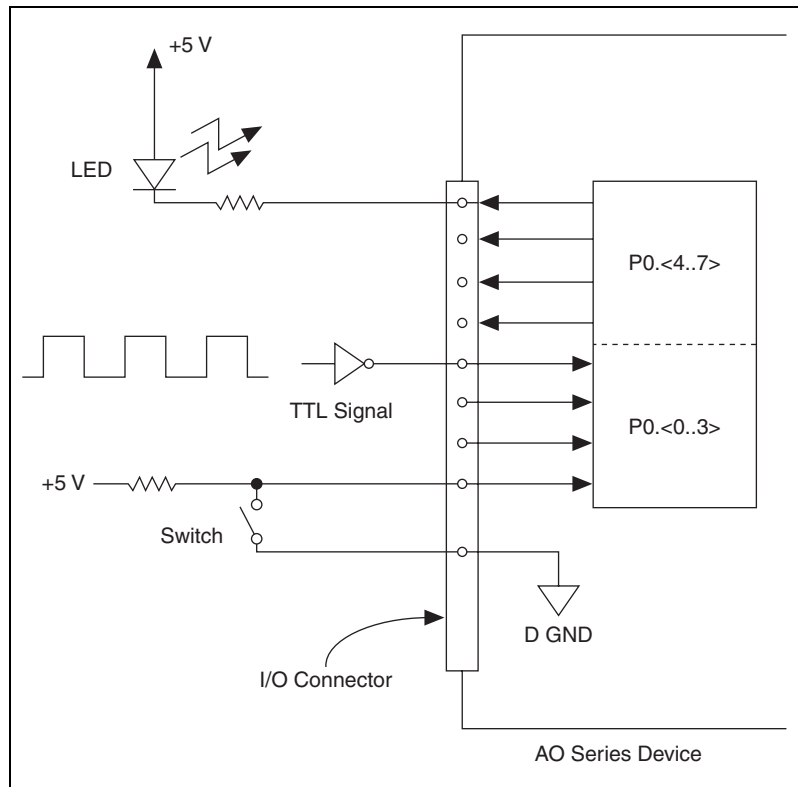 +5 V
LED
P0.<4..7>
TTL Signal
P0.<0..3>
+5 V
Switch
D GND
I/O Connector
AO Series Device